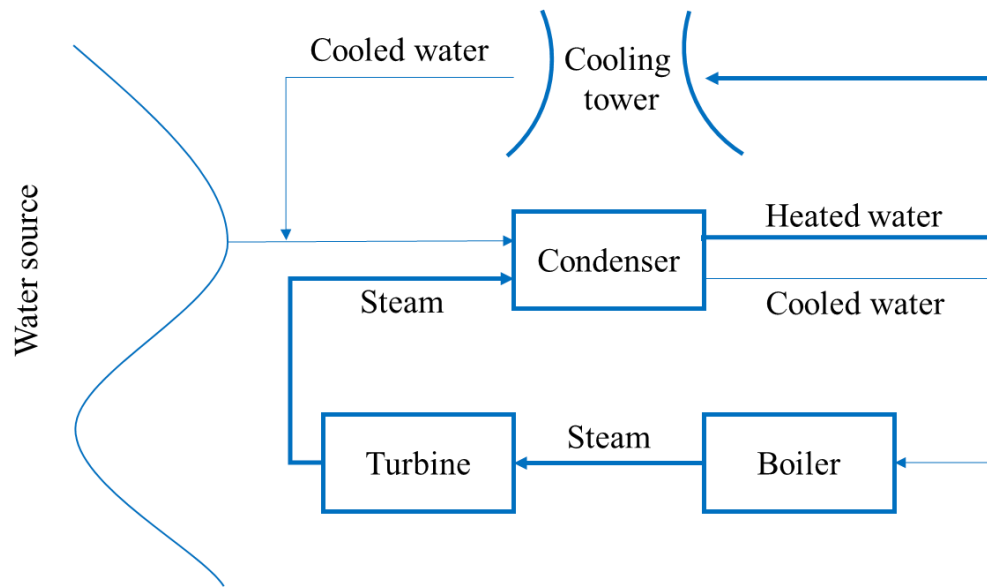 Cooled water
Cooling
tower
Water source
Heated water
Condenser
Steam
Cooled water
Steam
Turbine
Boiler